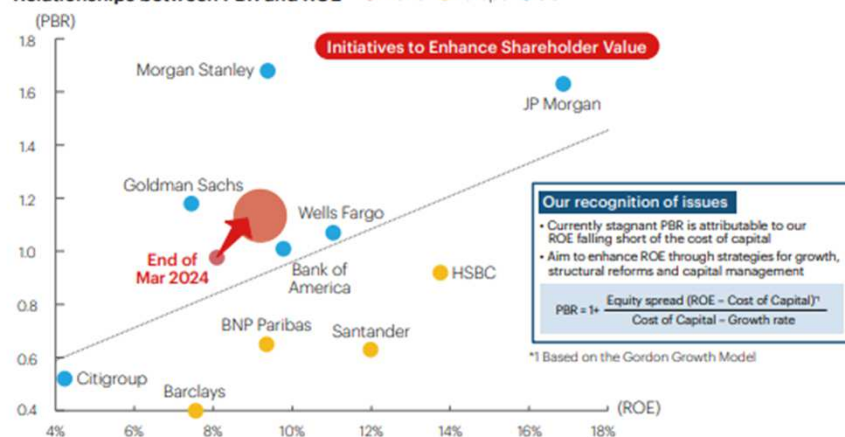 Relationships between PBR and ROE
(PBR)
1.8
1.6
1.4
1.2
1.0
0.8
0.6
0.4
Initiatives to Enhance Shareholder Value
Morgan Stanley
JP Morgan
Goldman Sachs
Wells Fargo
End of
Mar 2024
Bank of
America
HSBC
BNP Paribas
Santander
Citigroup
Barclays
Our recognition of issues
• Currently stagnant PBR is attributable to our
ROE falling short of the cost of capital
• Aim to enhance ROE through strategies for growth,
structural reforms and capital management
PBR = 1+ Equity spread (ROE – Cost of Capital)*1
Cost of Capital – Growth rate
*1 Based on the Gordon Growth Model
4% 6% 8% 10% 12% 14% 16% 18%
(ROE)